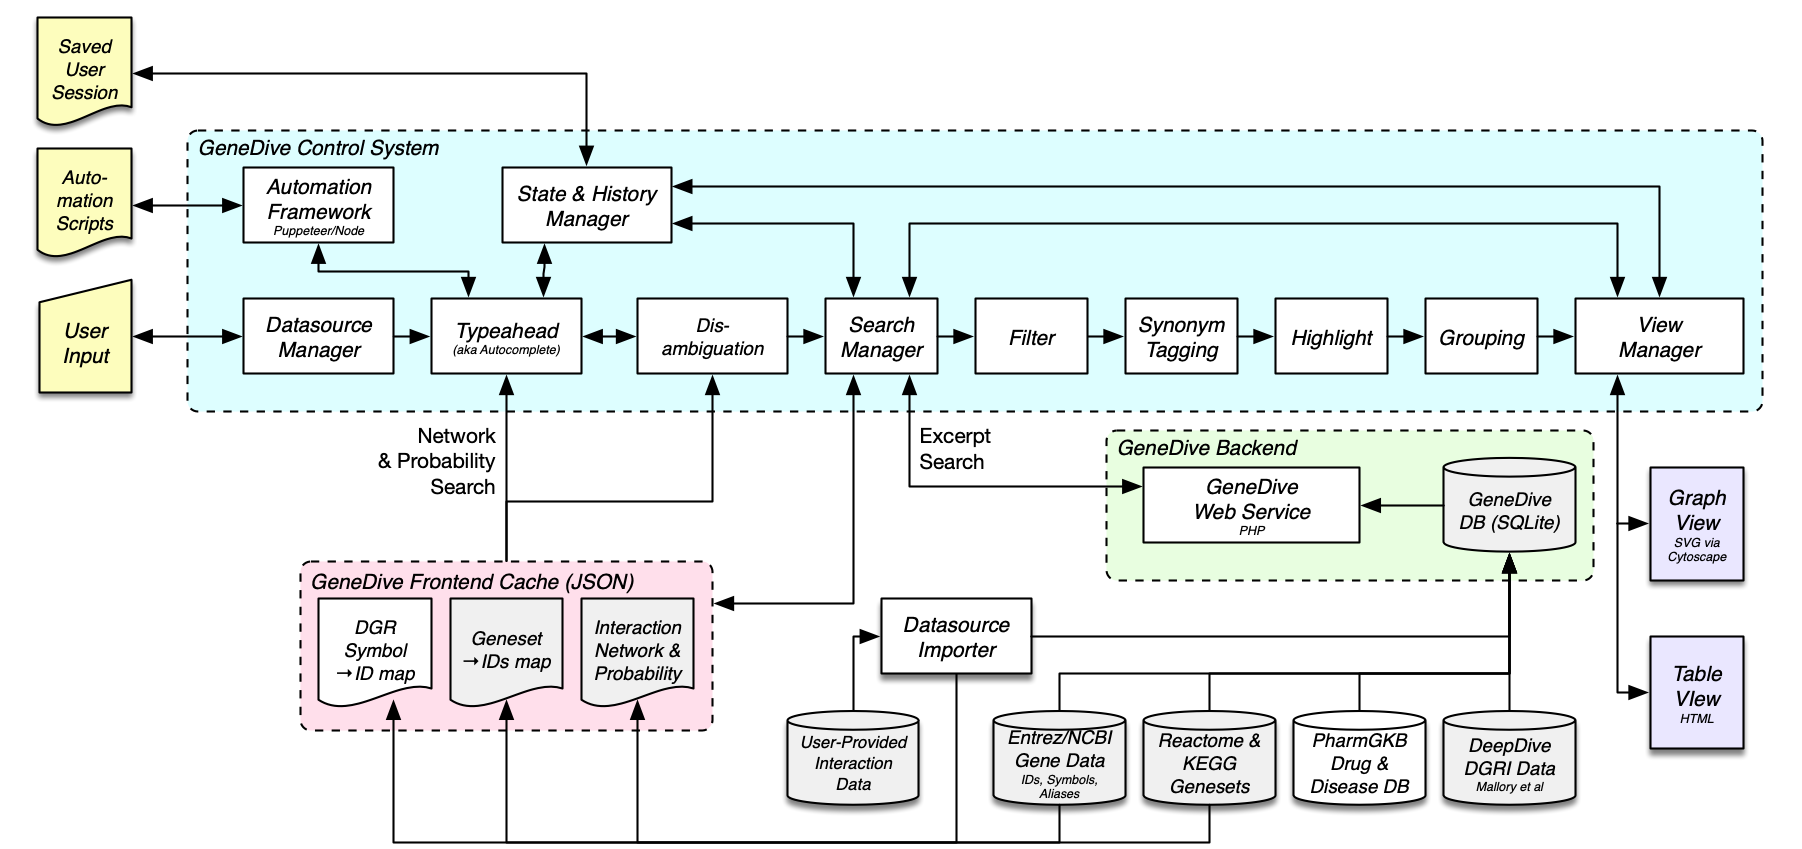 Saved
User
Session
GeneDive Control System
Auto-
mation
Scripts
Automation
Framework
Puppeteer/Node
State & History
Manager
User
Input
Datasource
Manager
Typeahead
(aka Autocomplete)
Dis-
ambiguation
Search
Manager
Filter
Synonym
Tagging
Highlight
Grouping
View
Manager
Network
& Probability
Search
Excerpt
Search
GeneDive Backend
GeneDive
Web Service
PHP
GeneDive
DB (SQLite)
Graph
View
SVG via
Cytoscape
GeneDive Frontend Cache (JSON)
DGR
Symbol
→ID map
Geneset
→IDs map
Interaction
Network &
Probability
Datasource
Importer
Table
VIew
HTML
User-Provided
Interaction
Data
Entrez/NCBI
Gene Data
IDs, Symbols,
Aliases
Reactome &
KEGG
Genesets
PharmGKB
Drug &
Disease DB
DeepDive
DGRI Data
Mallory et al